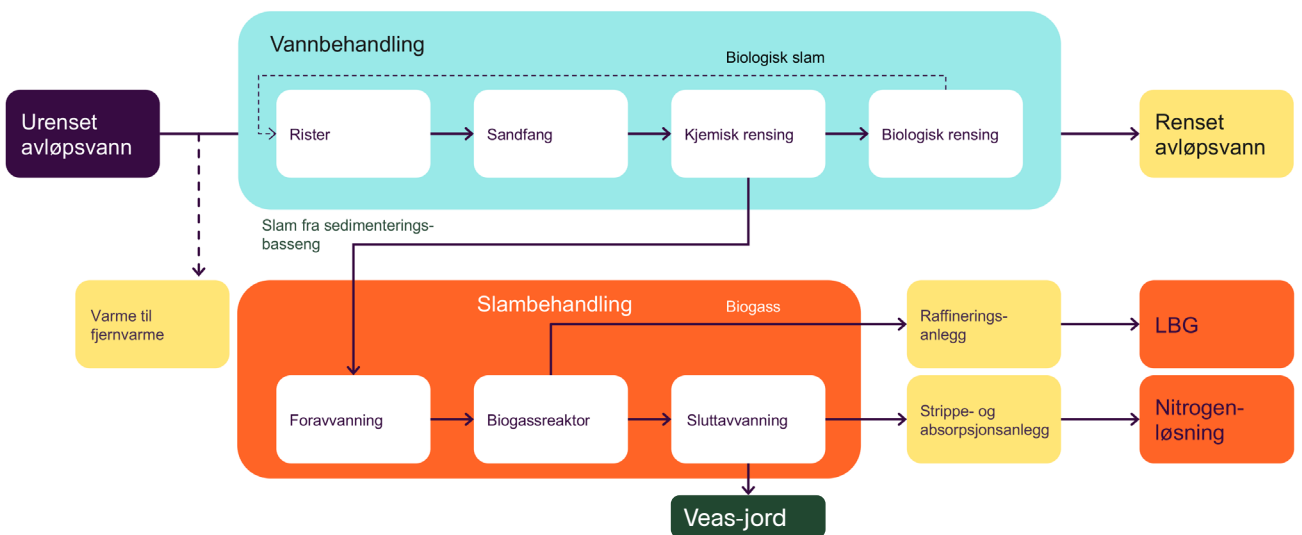 Vannbehandling
Biologisk slam
Urenset
avløpsvann
Rister
Sandfang
Kjemisk rensing
Biologisk rensing
Renset
avløpsvann
Slam fra sedimenterings-
basseng
Varme til
fjernvarme
Slambehandling
Biogass
Raffinerings-
anlegg
LBG
Foravvanning
Biogassreaktor
Sluttavvanning
Strippe- og
absorpsjonsanlegg
Nitrogen-
løsning
Veas-jord